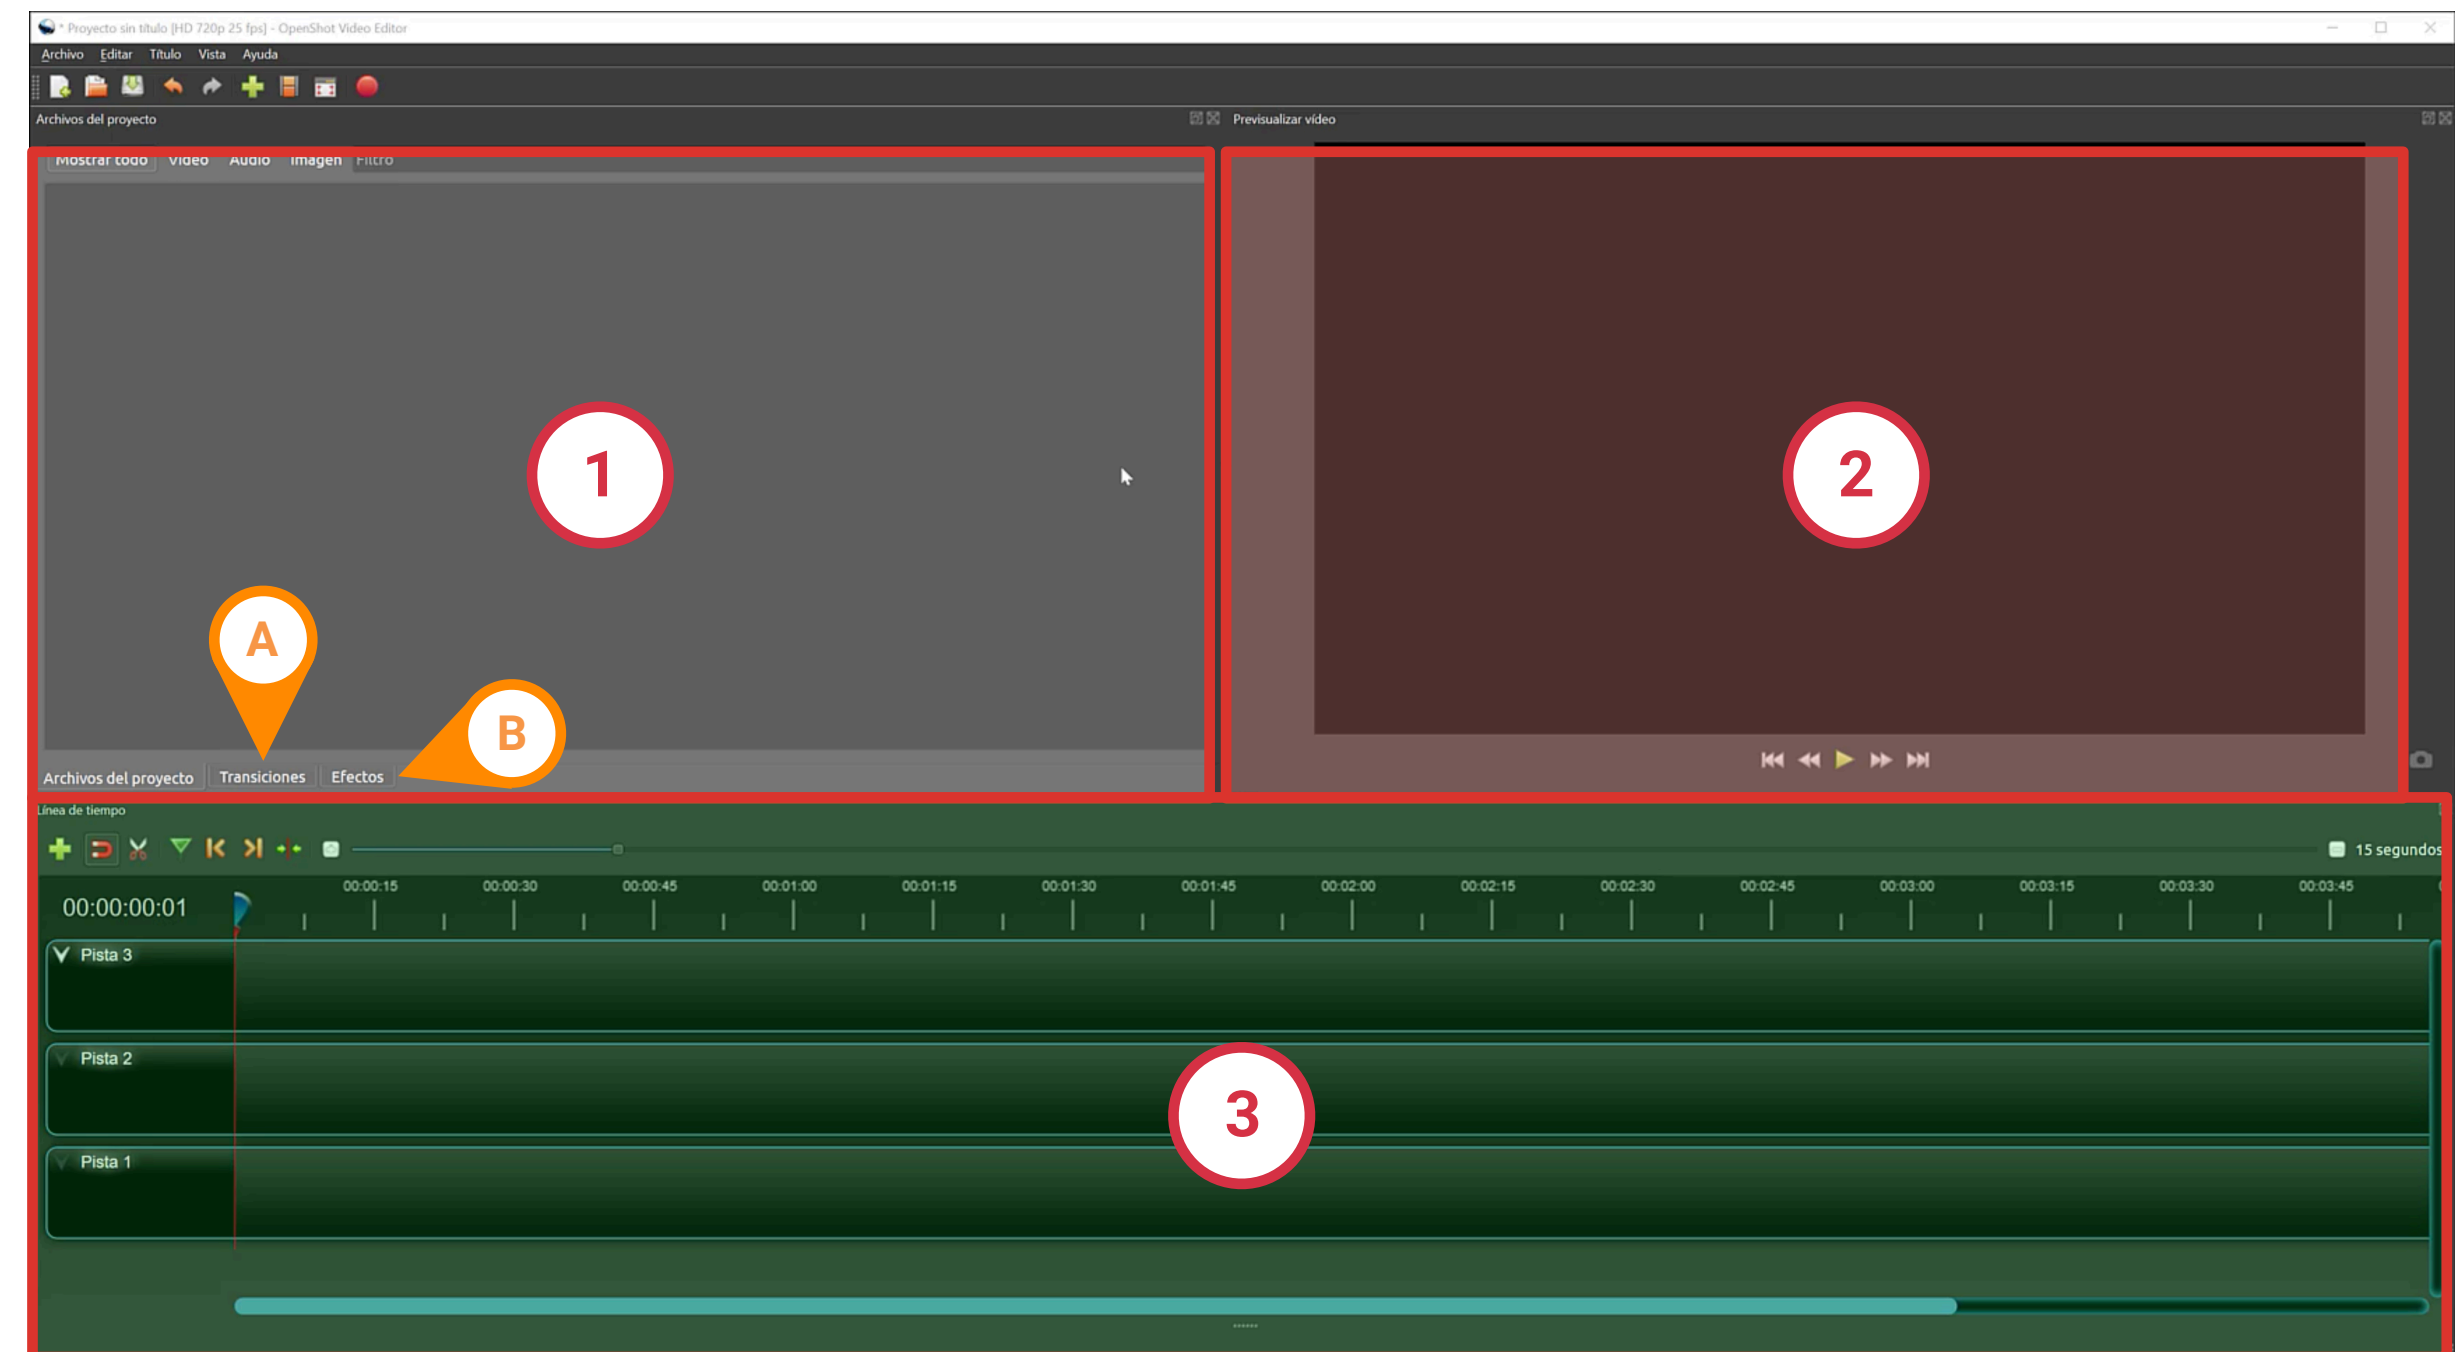 * Proyecto sin título [HD 720p 25 fps] - OpenShot Video Editor
Archivo Editar Título Vista Ayuda
Archivos del proyecto
Previsualizar vídeo
Mostrar todo Vídeo Audio Imagen Filtro
1
2
A
B
Archivos del proyecto Transiciones Efectos
Línea de tiempo
15 segundos
00:00:15 00:00:30 00:00:45 00:01:00 00:01:15 00:01:30 00:01:45 00:02:00 00:02:15 00:02:30 00:02:45 00:03:00 00:03:15 00:03:30 00:03:45
00:00:00:01
Pista 3
Pista 2
3
Pista 1